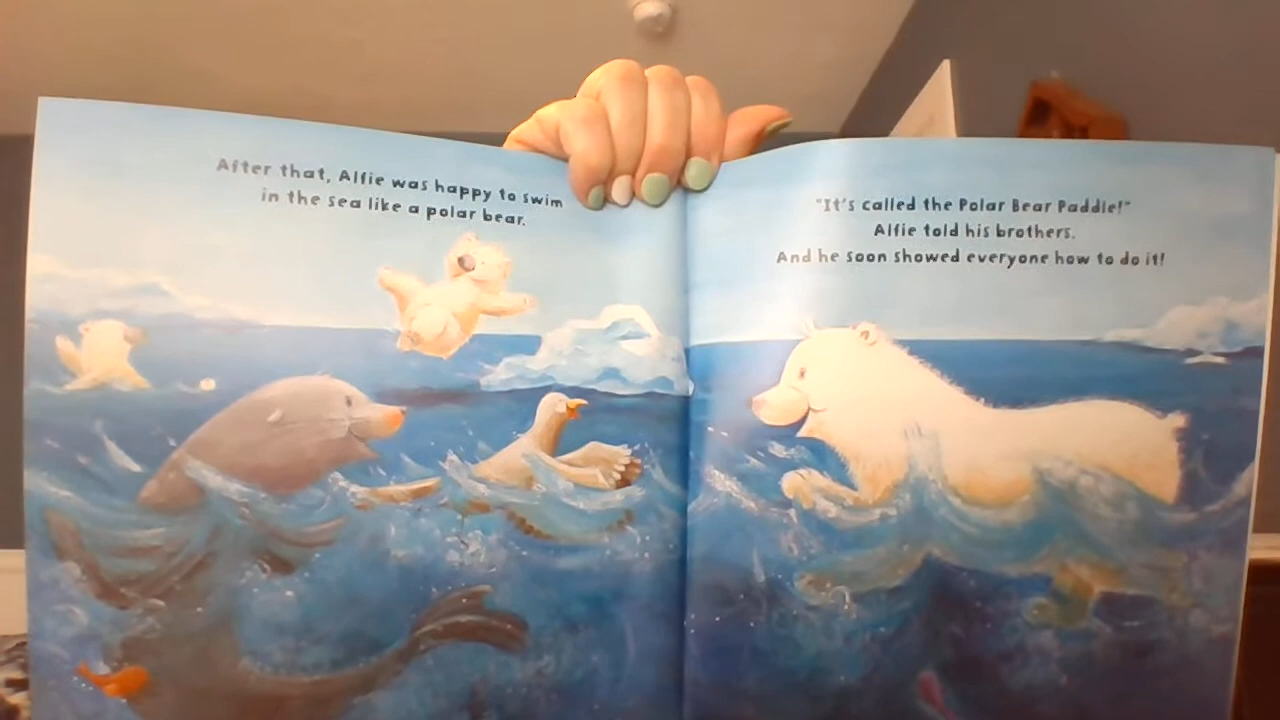 After that, Alfie was happy to swim
in the sea like a polar bear.
"It's called the Polar Bear Paddle!"
Alfie told his brothers.
And he soon showed everyone how to do it!